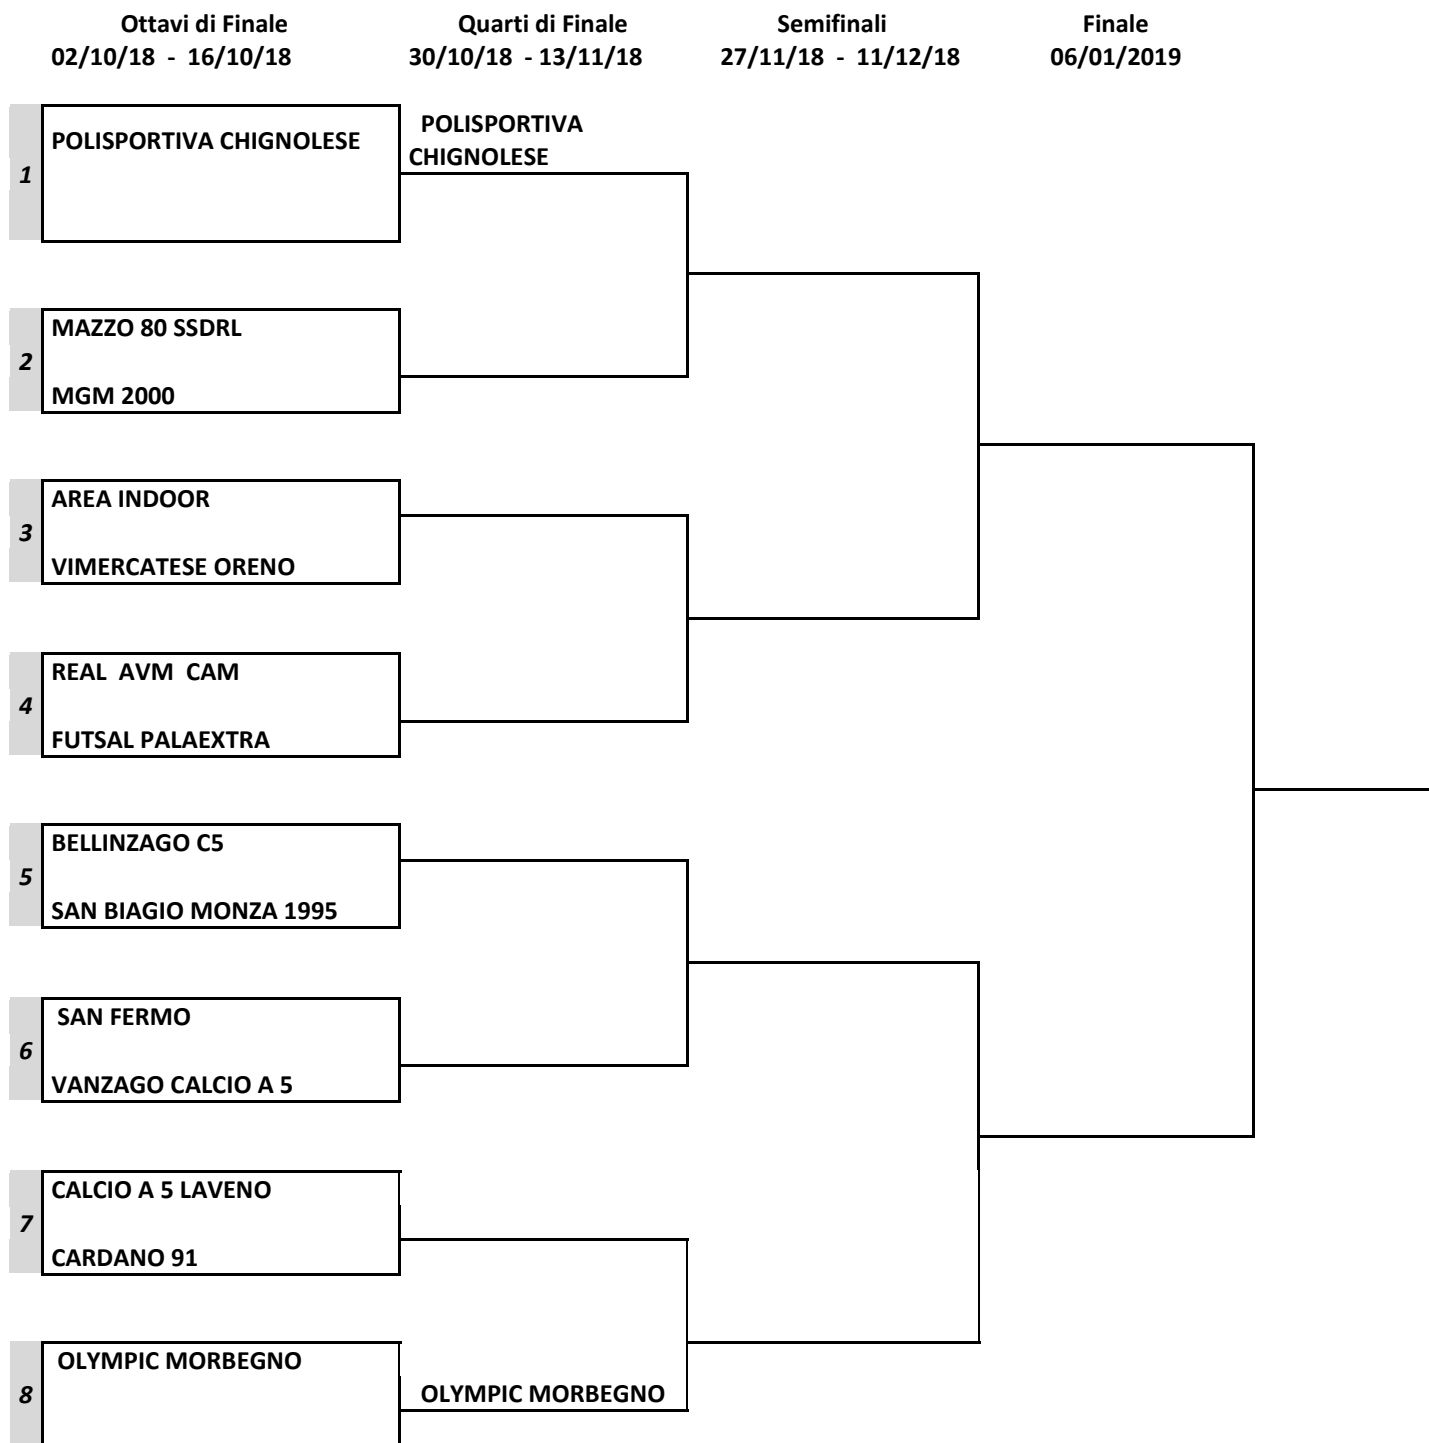 Ottavi di Finale Quarti di Finale Semifinali Finale
02/10/18 - 16/10/18 30/10/18 - 13/11/18 27/11/18 - 11/12/18 06/01/2019
POLISPORTIVA
POLISPORTIVA CHIGNOLESE
CHIGNOLESE
1
MAZZO 80 SSDRL
2
MGM 2000
AREA INDOOR
3
VIMERCATESE ORENO
REAL AVM CAM
4
FUTSAL PALAEXTRA
BELLINZAGO C5
5
SAN BIAGIO MONZA 1995
SAN FERMO
6
VANZAGO CALCIO A 5
CALCIO A 5 LAVENO
7
CARDANO 91
OLYMPIC MORBEGNO
8
OLYMPIC MORBEGNO